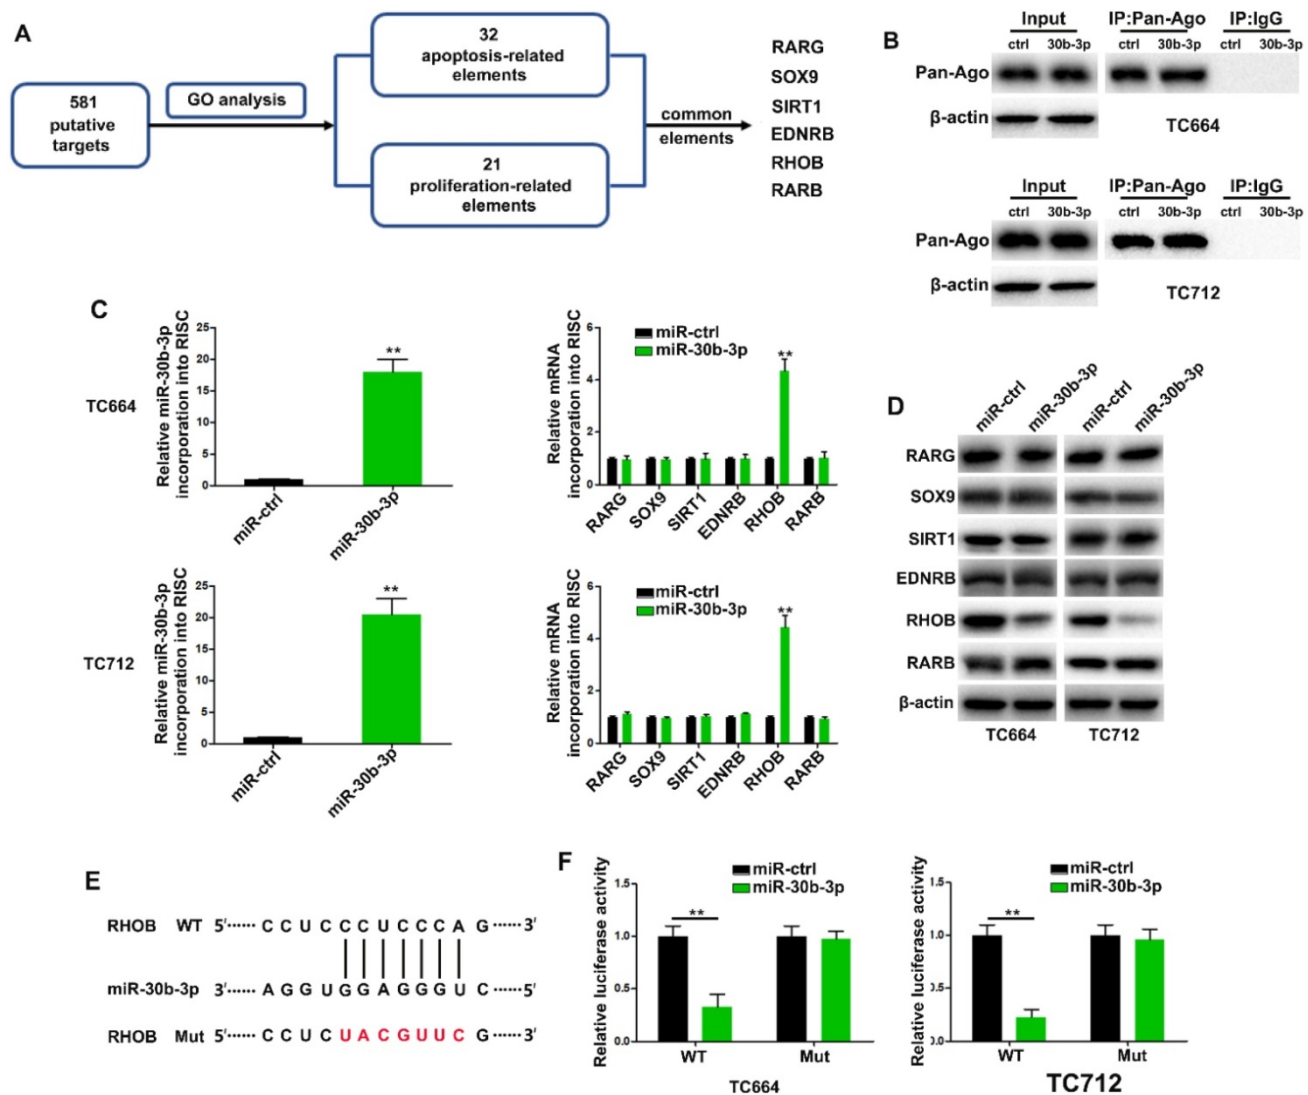 A
581
putative
targets
GO analysis
32
apoptosis-related
elements
21
proliferation-related
elements
common
elements
RARG
SOX9
SIRT1
EDNRB
RHOB
RARB
B
Input IP:Pan-Ago IP:IgG
ctrl 30b-3p ctrl 30b-3p ctrl 30b-3p
Pan-Ago
β-actin
TC664
Input IP:Pan-Ago IP:IgG
ctrl 30b-3p ctrl 30b-3p ctrl 30b-3p
Pan-Ago
β-actin
TC712
C
TC664
Relative miR-30b-3p
incorporation into RISC
25
20
15
10
5
0
**
miR-ctrl
miR-30b-3p
Relative mRNA
incorporation into RISC
6
4
2
0
miR-ctrl
miR-30b-3p
**
RARG
SOX9
SIRT1
EDNRB
RHOB
RARB
TC712
Relative miR-30b-3p
incorporation into RISC
25
20
15
10
5
0
**
miR-ctrl
miR-30b-3p
Relative mRNA
incorporation into RISC
6
4
2
0
miR-ctrl
miR-30b-3p
**
RARG
SOX9
SIRT1
EDNRB
RHOB
RARB
D
miR-ctrl
miR-30b-3p
miR-ctrl
miR-30b-3p
RARG
SOX9
SIRT1
EDNRB
RHOB
RARB
β-actin
TC664 TC712
E
RHOB WT 5'······ C C U C C C U C C C A G ······3'
miR-30b-3p 3'······ A G G U G G A G G G U C ······5'
RHOB Mut 5'······ C C U C U A C G U U C G ······3'
F
Relative luciferase activity
1.5
1.0
0.5
0.0
miR-ctrl
miR-30b-3p
**
WT Mut
TC664
Relative luciferase activity
1.5
1.0
0.5
0.0
miR-ctrl
miR-30b-3p
**
WT Mut
TC712